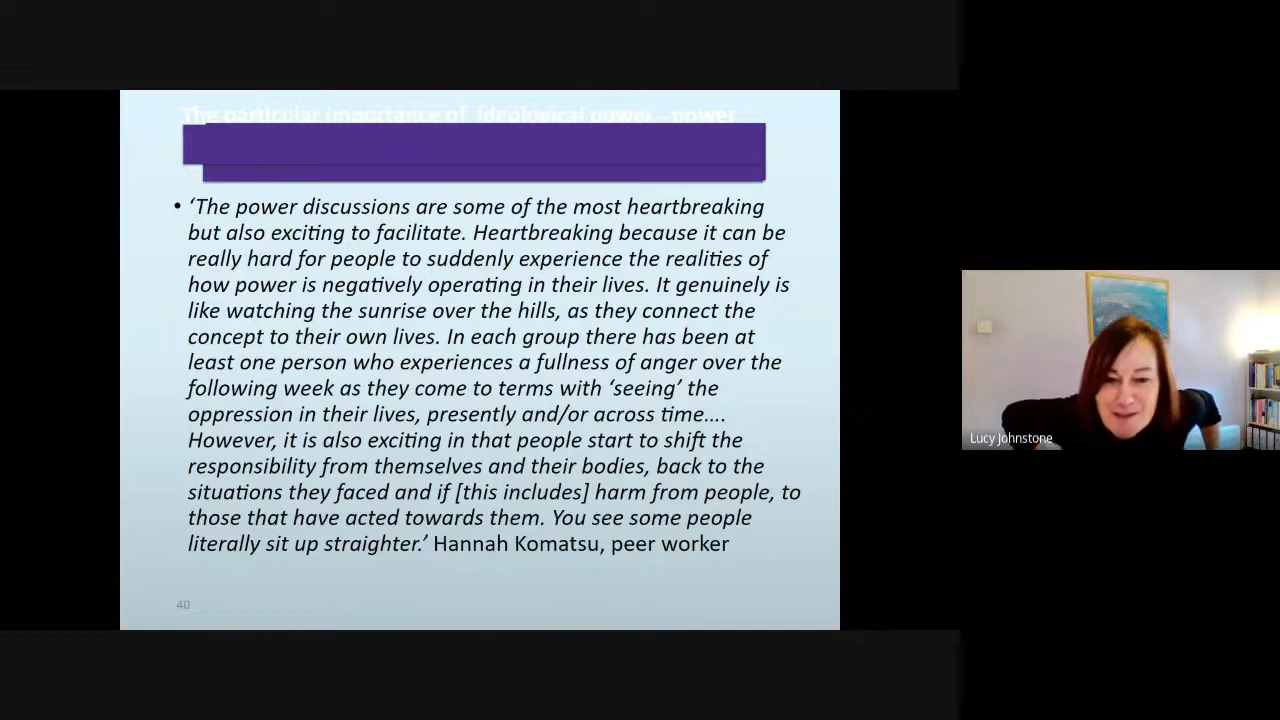 The particular importance of ideological power – power
• ‘The power discussions are some of the most heartbreaking
but also exciting to facilitate. Heartbreaking because it can be
really hard for people to suddenly experience the realities of
how power is negatively operating in their lives. It genuinely is
like watching the sunrise over the hills, as they connect the
concept to their own lives. In each group there has been at
least one person who experiences a fullness of anger over the
following week as they come to terms with ‘seeing’ the
oppression in their lives, presently and/or across time....
However, it is also exciting in that people start to shift the
responsibility from themselves and their bodies, back to the
situations they faced and if [this includes] harm from people, to
those that have acted towards them. You see some people
literally sit up straighter.’ Hannah Komatsu, peer worker
40
Lucy Johnstone